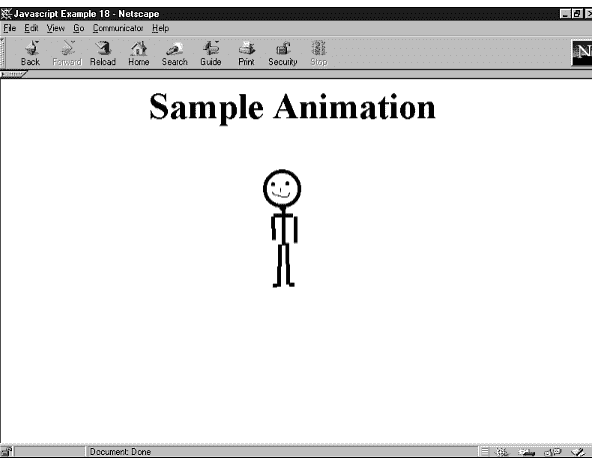 Javascript Example 18 - Netscape
File Edit View Go Communicator Help
Back Forward Reload Home Search Guide Print Security Stop
N
Sample Animation
Document: Done